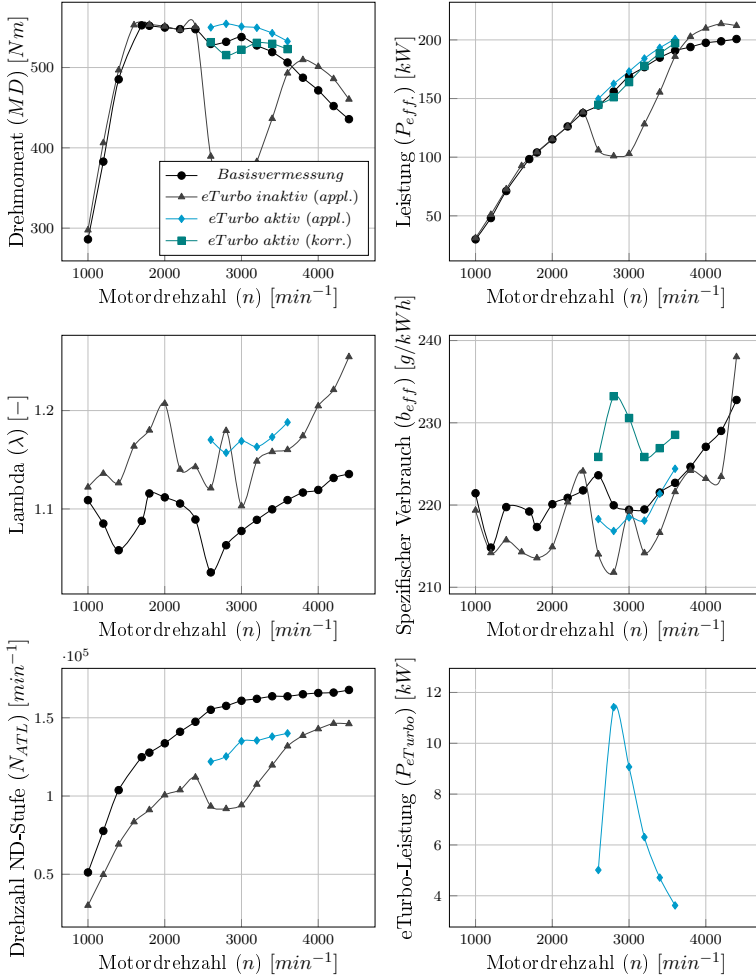 Drehmoment (MD) [Nm]
500
400
300
1000 2000 3000 4000
Motordrehzahl (n) [min⁻¹]
Basisvermessung
eTurbo inaktiv (appl.)
eTurbo aktiv (appl.)
eTurbo aktiv (korr.)
Leistung (P_eff.) [kW]
200
150
100
50
1000 2000 3000 4000
Motordrehzahl (n) [min⁻¹]
Lambda (λ) [−]
1.2
1.1
1000 2000 3000 4000
Motordrehzahl (n) [min⁻¹]
Spezifischer Verbrauch (b_eff) [g/kWh]
240
230
220
210
1000 2000 3000 4000
Motordrehzahl (n) [min⁻¹]
Drehzahl ND-Stufe (N_ATL) [min⁻¹]
·10⁵
1.5
1
0.5
1000 2000 3000 4000
Motordrehzahl (n) [min⁻¹]
eTurbo-Leistung (P_eTurbo) [kW]
12
10
8
6
4
1000 2000 3000 4000
Motordrehzahl (n) [min⁻¹]